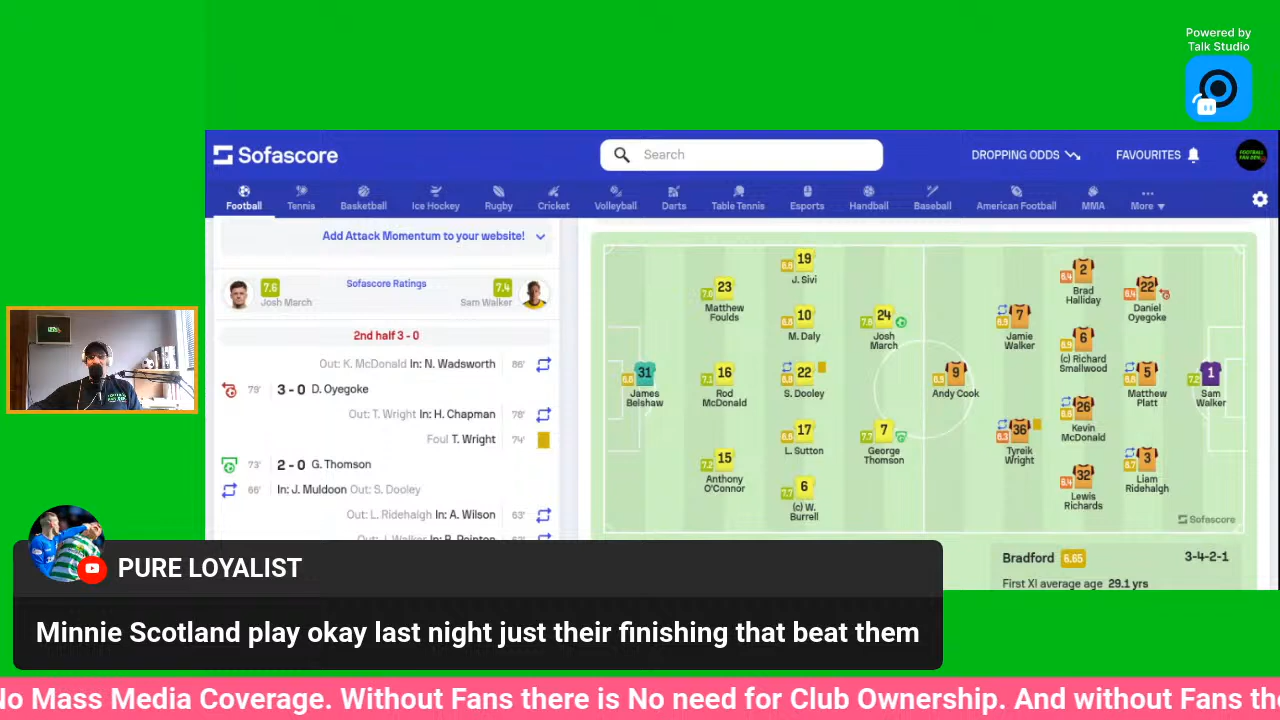 Powered by
Talk Studio
Sofascore
Search
DROPPING ODDS
FAVOURITES
Football
Tennis
Basketball
Ice Hockey
Rugby
Cricket
Volleyball
Darts
Table Tennis
Esports
Handball
Baseball
American Football
MMA
More
Add Attack Momentum to your website!
7.6
Josh March
Sofascore Ratings
7.4
Sam Walker
2nd half 3 - 0
Out: K. McDonald In: N. Wadsworth 86'
79' 3 - 0 D. Oyegoke
Out: T. Wright In: H. Chapman 78'
Foul T. Wright 74'
73' 2 - 0 G. Thomson
66' In: J. Muldoon Out: S. Dooley
Out: L. Ridehalgh In: A. Wilson 63'
31
James
Belshaw
23
Matthew
Foulds
16
Rod
McDonald
15
Anthony
O'Connor
19
J. Sivi
10
M. Daly
22
S. Dooley
17
L. Sutton
6
(c) W.
Burrell
24
Josh
March
7
George
Thomson
9
Andy Cook
7
Jamie
Walker
36
Tyreik
Wright
2
Brad
Halliday
6
(c) Richard
Smallwood
26
Kevin
McDonald
32
Lewis
Richards
22
Daniel
Oyegoke
5
Matthew
Platt
3
Liam
Ridehalgh
1
Sam
Walker
Sofascore
Bradford 6.65
3-4-2-1
First XI average age 29.1 yrs
PURE LOYALIST
Minnie Scotland play okay last night just their finishing that beat them
No Mass Media Coverage. Without Fans there is No need for Club Ownership. And without Fans